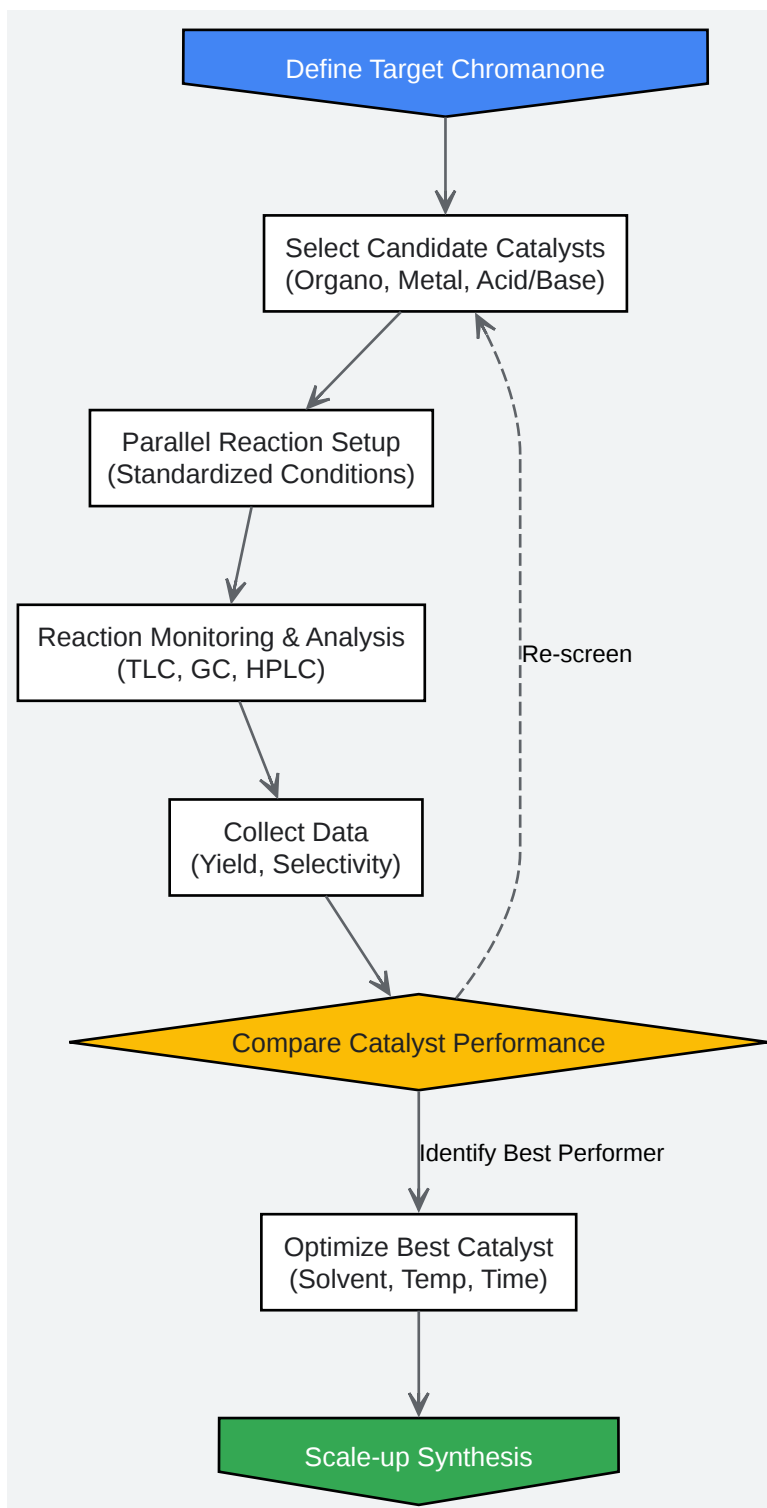 Define Target Chromanone
Select Candidate Catalysts
(Organo, Metal, Acid/Base)
Parallel Reaction Setup
(Standardized Conditions)
Reaction Monitoring & Analysis
(TLC, GC, HPLC)
Re-screen
Collect Data
(Yield, Selectivity)
Compare Catalyst Performance
Identify Best Performer
Optimize Best Catalyst
(Solvent, Temp, Time)
Scale-up Synthesis